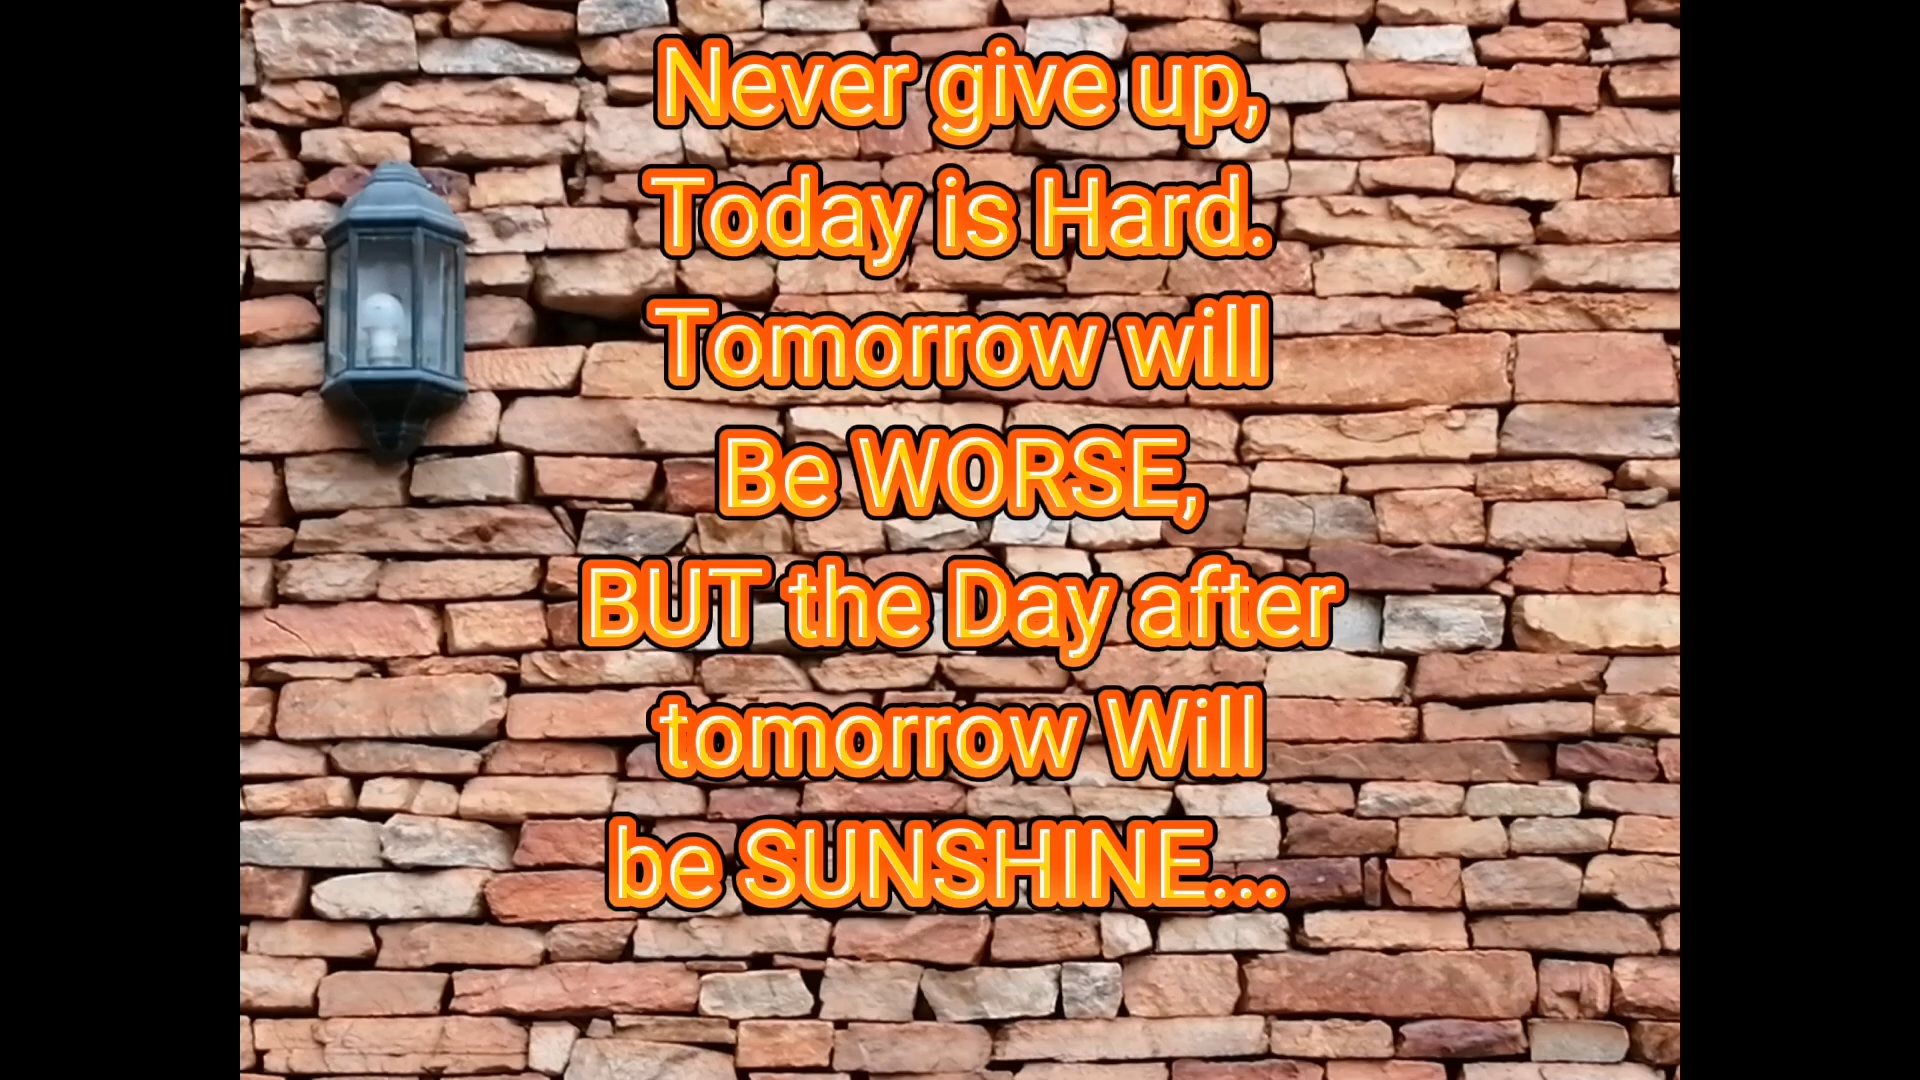 Never give up,
Today is Hard.
Tomorrow will
Be WORSE,
BUT the Day after
tomorrow Will
be SUNSHINE...